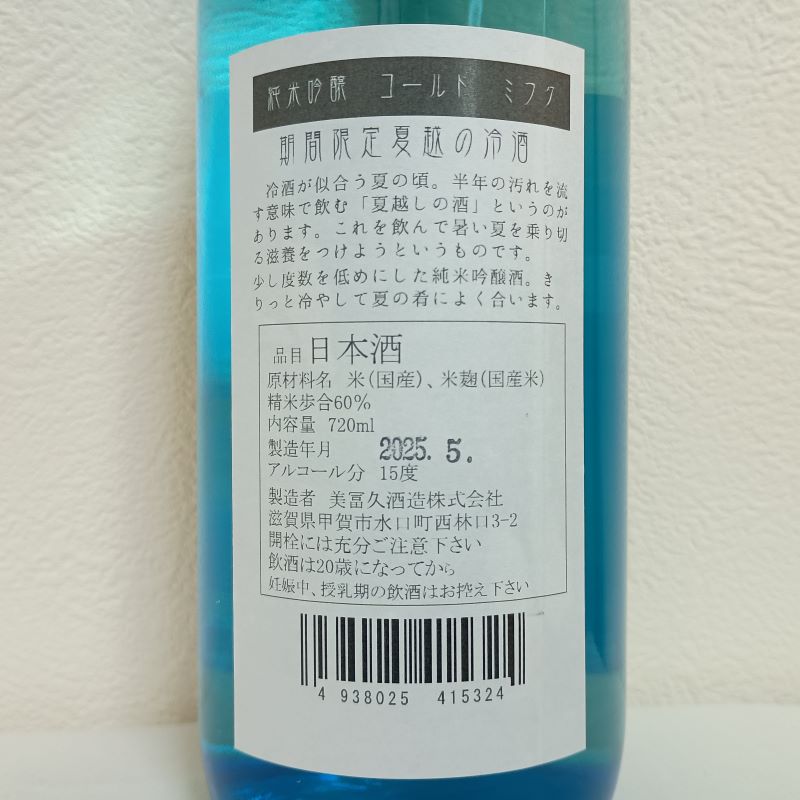 純米吟醸 コールド ミフク
期間限定夏越の冷酒
冷酒が似合う夏の頃。半年の汚れを流
す意味で飲む「夏越しの酒」というのが
あります。これを飲んで暑い夏を乗り切
る滋養をつけようというものです。
少し度数を低めにした純米吟醸酒。き
りっと冷やして夏の肴によく合います。
品目 日本酒
原材料名 米(国産)、米麹(国産米)
精米歩合60%
内容量 720ml
製造年月 2025.5.
アルコール分 15度
製造者 美冨久酒造株式会社
滋賀県甲賀市水口町西林口3-2
開栓には充分ご注意下さい
飲酒は20歳になってから
妊娠中、授乳期の飲酒はお控え下さい
4 938025 415324